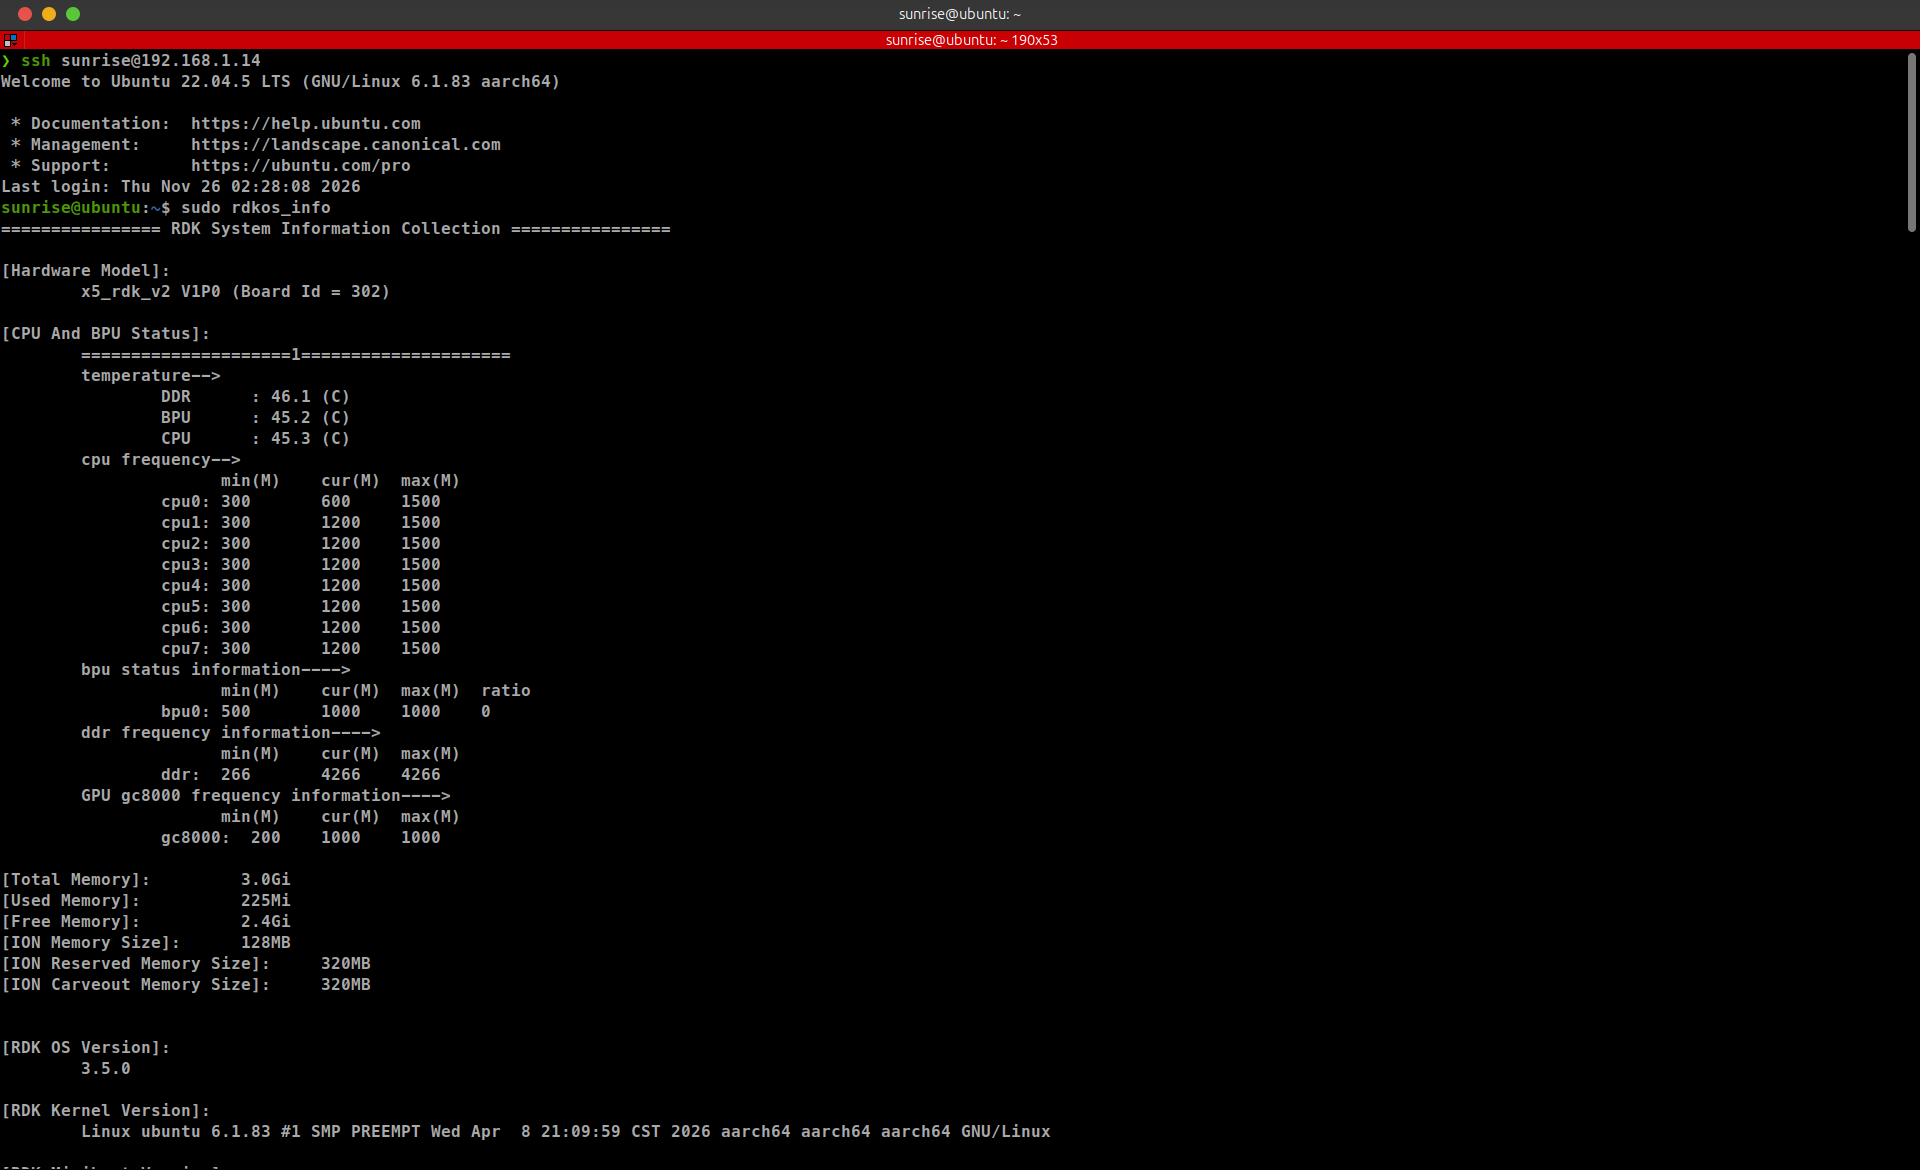 sunrise@ubuntu: ~
sunrise@ubuntu: ~ 190x53
❯ ssh sunrise@192.168.1.14
Welcome to Ubuntu 22.04.5 LTS (GNU/Linux 6.1.83 aarch64)
 * Documentation:  https://help.ubuntu.com
 * Management:     https://landscape.canonical.com
 * Support:        https://ubuntu.com/pro
Last login: Thu Nov 26 02:28:08 2026
sunrise@ubuntu:~$ sudo rdkos_info
================ RDK System Information Collection ================
[Hardware Model]:
        x5_rdk_v2 V1P0 (Board Id = 302)
[CPU And BPU Status]:
        =====================1=====================
        temperature-->
                DDR      : 46.1 (C)
                BPU      : 45.2 (C)
                CPU      : 45.3 (C)
        cpu frequency-->
                      min(M)    cur(M)  max(M)
                cpu0: 300       600     1500
                cpu1: 300       1200    1500
                cpu2: 300       1200    1500
                cpu3: 300       1200    1500
                cpu4: 300       1200    1500
                cpu5: 300       1200    1500
                cpu6: 300       1200    1500
                cpu7: 300       1200    1500
        bpu status information---->
                      min(M)    cur(M)  max(M)  ratio
                bpu0: 500       1000    1000    0
        ddr frequency information---->
                      min(M)    cur(M)  max(M)
                ddr:  266       4266    4266
        GPU gc8000 frequency information---->
                      min(M)    cur(M)  max(M)
                gc8000:  200    1000    1000
[Total Memory]:         3.0Gi
[Used Memory]:          225Mi
[Free Memory]:          2.4Gi
[ION Memory Size]:      128MB
[ION Reserved Memory Size]:     320MB
[ION Carveout Memory Size]:     320MB
[RDK OS Version]:
        3.5.0
[RDK Kernel Version]:
        Linux ubuntu 6.1.83 #1 SMP PREEMPT Wed Apr  8 21:09:59 CST 2026 aarch64 aarch64 aarch64 GNU/Linux